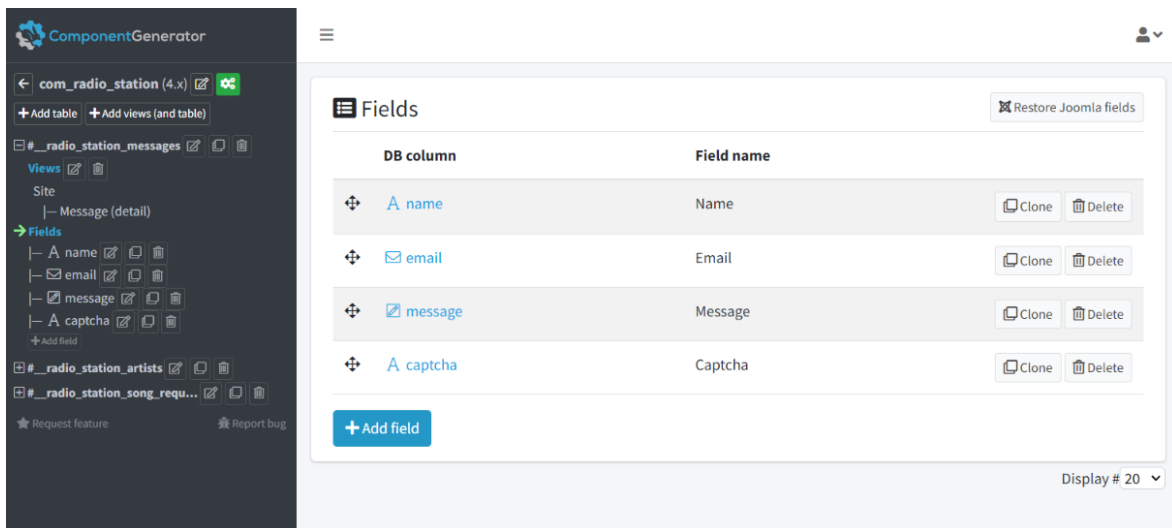 ComponentGenerator
com_radio_station (4.x)
Add table Add views (and table)
#__radio_station_messages
Views
Site
|— Message (detail)
Fields
|— A name
|— email
|— message
|— A captcha
Add field
#__radio_station_artists
#__radio_station_song_requ...
Request feature Report bug
Fields Restore Joomla fields
DB column Field name
A name Name Clone Delete
email Email Clone Delete
message Message Clone Delete
A captcha Captcha Clone Delete
Add field
Display # 20